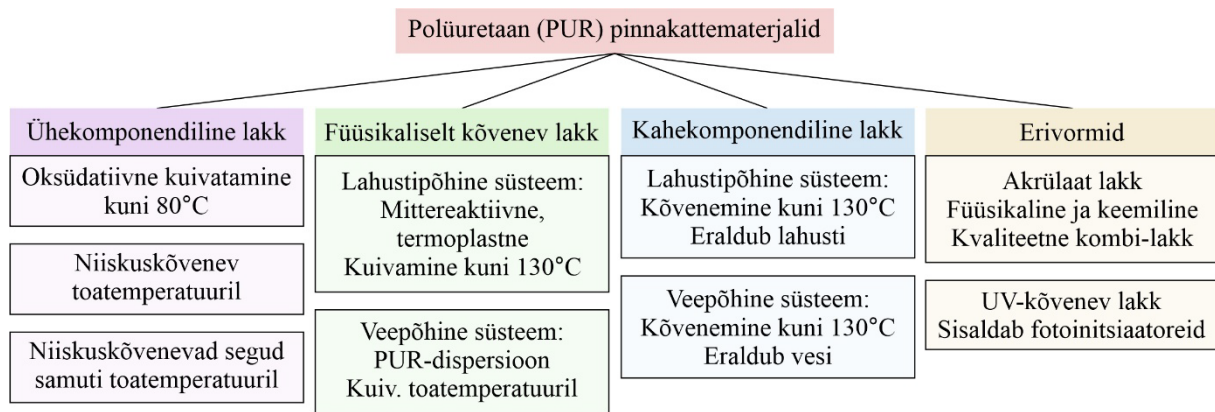 Polüuretaan (PUR) pinnakattematerjalid
Ühekomponendiline lakk
Oksüdatiivne kuivatamine
kuni 80°C
Niiskuskõvenev
toatemperatuuril
Niiskuskõvenevad segud
samuti toatemperatuuril
Füüsikaliselt kõvenev lakk
Lahustipõhine süsteem:
Mittereaktiivne,
termoplastne
Kuivamine kuni 130°C
Veepõhine süsteem:
PUR-dispersioon
Kuiv. toatemperatuuril
Kahekomponendiline lakk
Lahustipõhine süsteem:
Kõvenemine kuni 130°C
Eraldub lahusti
Veepõhine süsteem:
Kõvenemine kuni 130°C
Eraldub vesi
Erivormid
Akrülaat lakk
Füüsikaline ja keemiline
Kvaliteetne kombi-lakk
UV-kõvenev lakk
Sisaldab fotoinitsiaatoreid